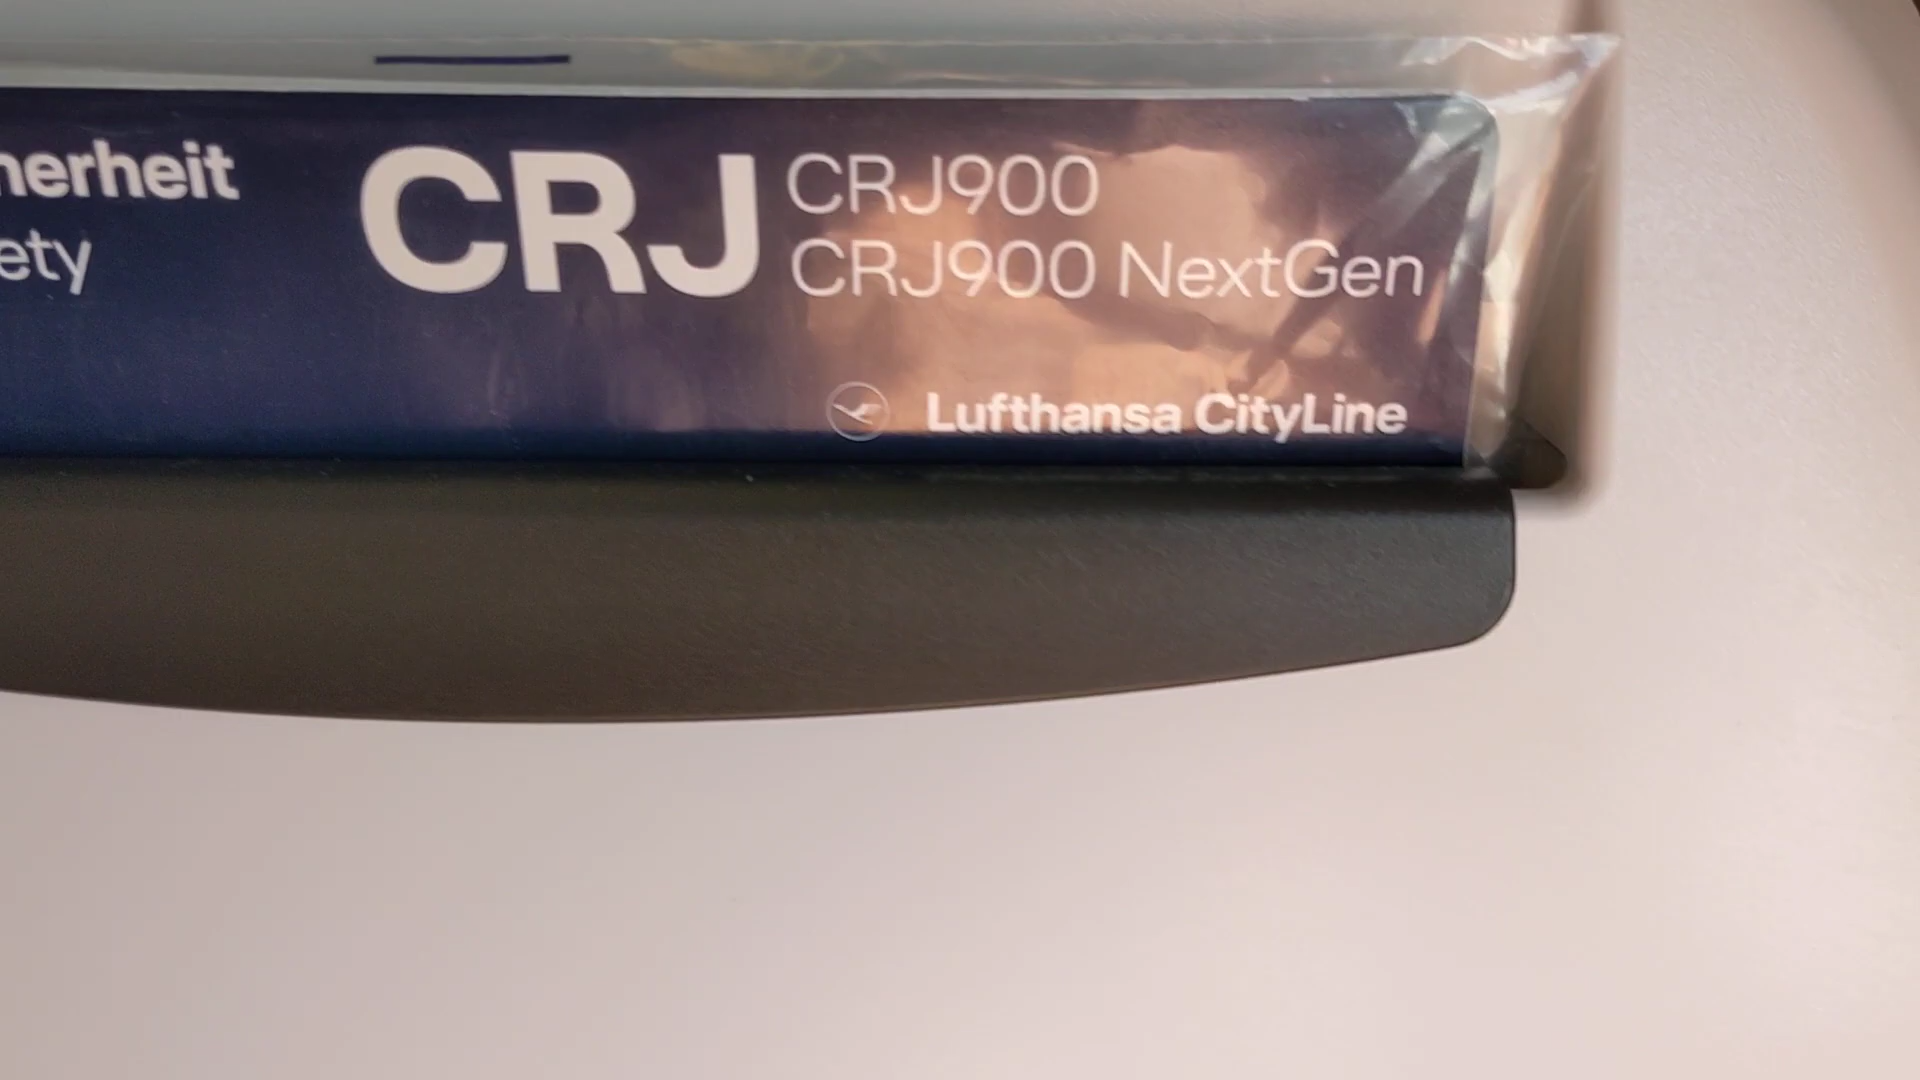 herheit
ety
CRJ
CRJ900
CRJ900 NextGen
Lufthansa CityLine